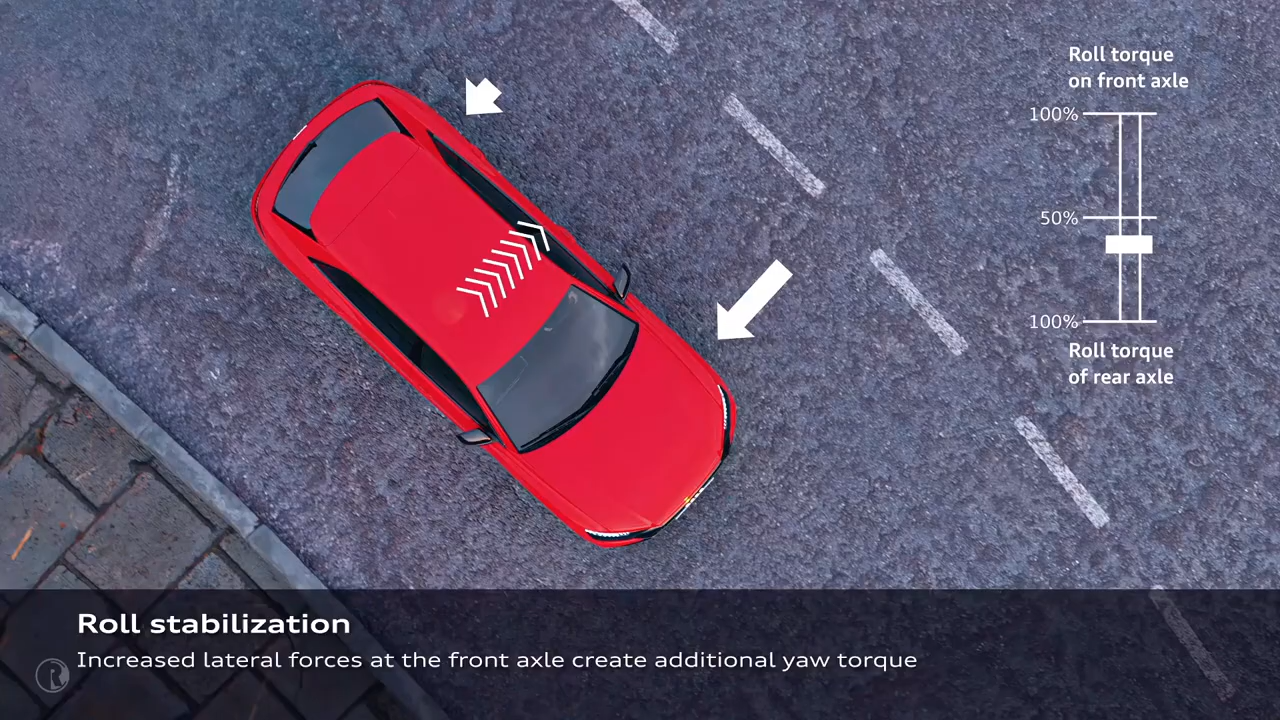 Roll torque
on front axle
100%
50%
100%
Roll torque
of rear axle
Roll stabilization
Increased lateral forces at the front axle create additional yaw torque